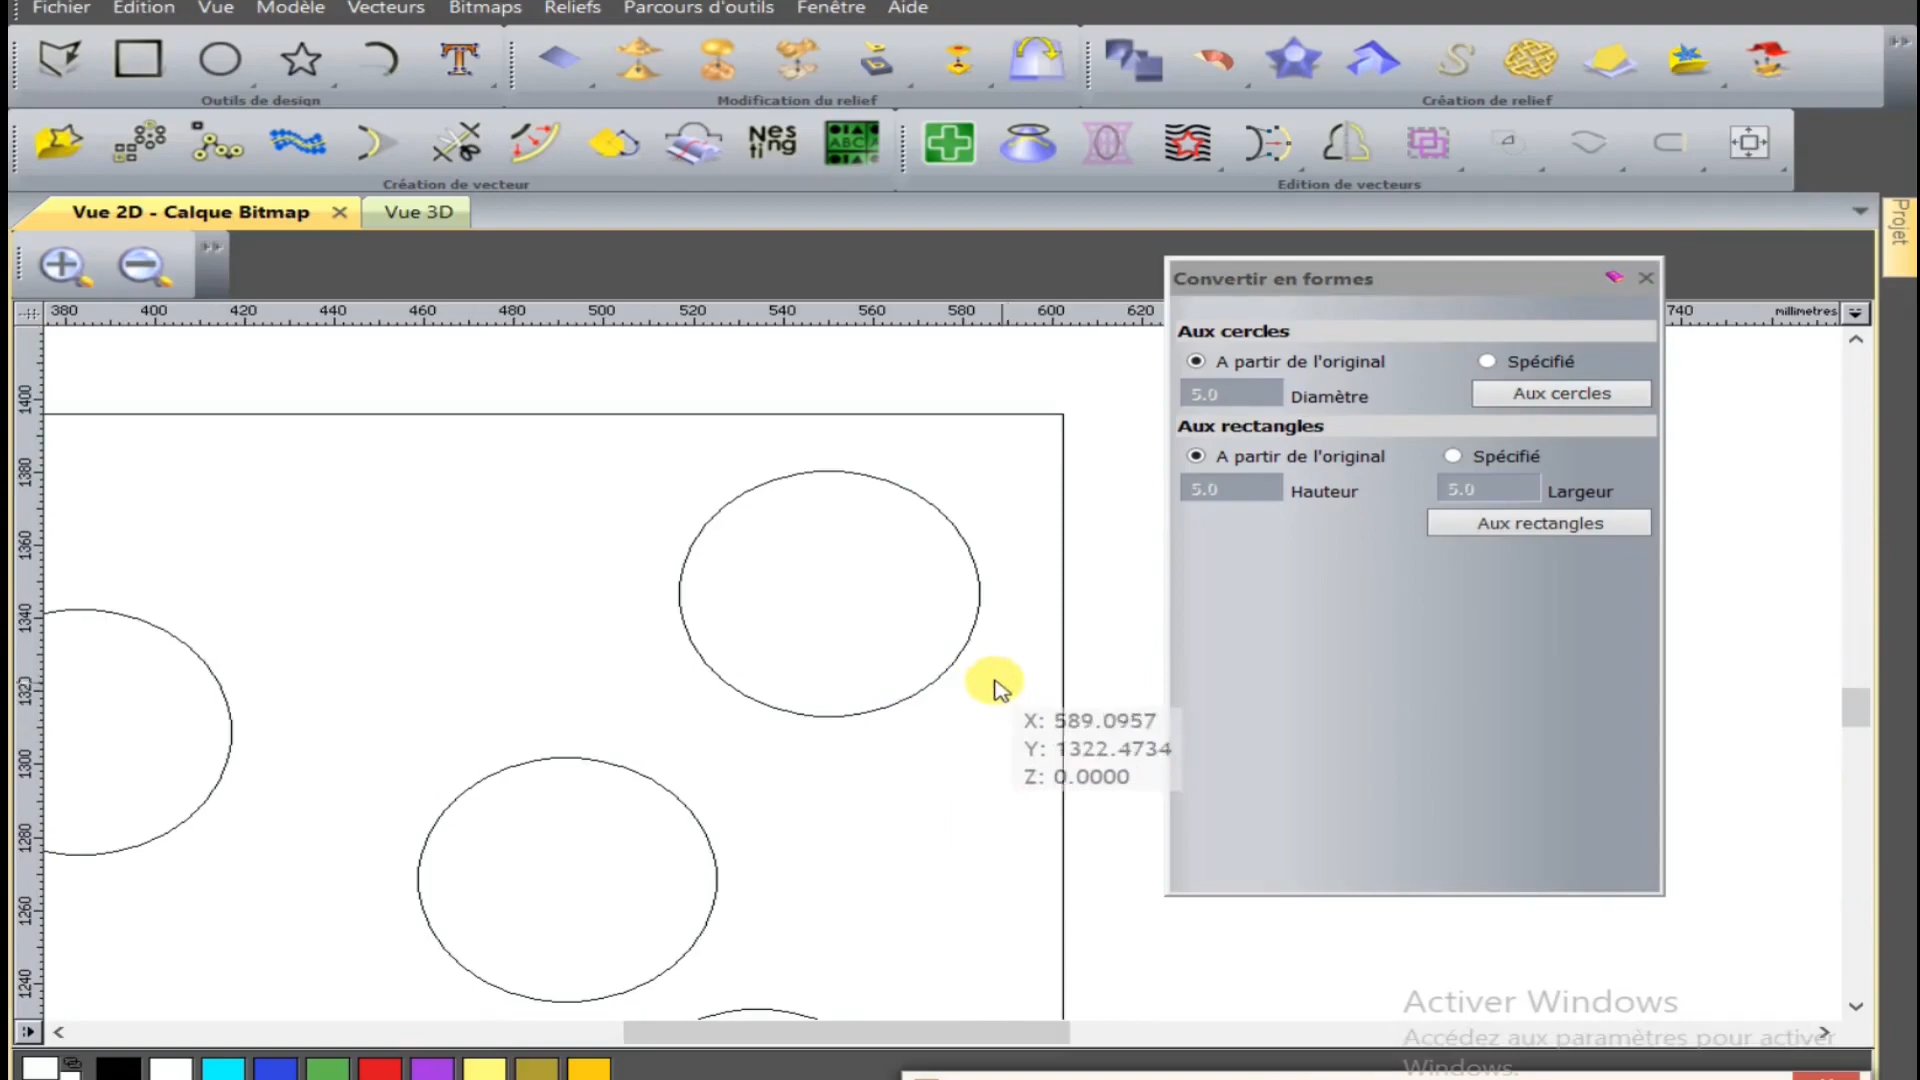 Fichier Edition Vue Modèle Vecteurs Bitmaps Reliefs Parcours d'outils Fenêtre Aide
T
Outils de design Modification du relief Création de relief
Nes
ting
ABC
Création de vecteur Edition de vecteurs
Vue 2D - Calque Bitmap Vue 3D
Projet
Convertir en formes
380 400 420 440 460 480 500 520 540 560 580 600 620 740 millimetres
Aux cercles
A partir de l'original Spécifié
5.0 Diamètre Aux cercles
Aux rectangles
A partir de l'original Spécifié
5.0 Hauteur 5.0 Largeur
Aux rectangles
1400
1380
1360
1340
1320
1300
1280
1260
1240
X: 589.0957
Y: 1322.4734
Z: 0.0000
Activer Windows
Accédez aux paramètres pour activer
Windows.